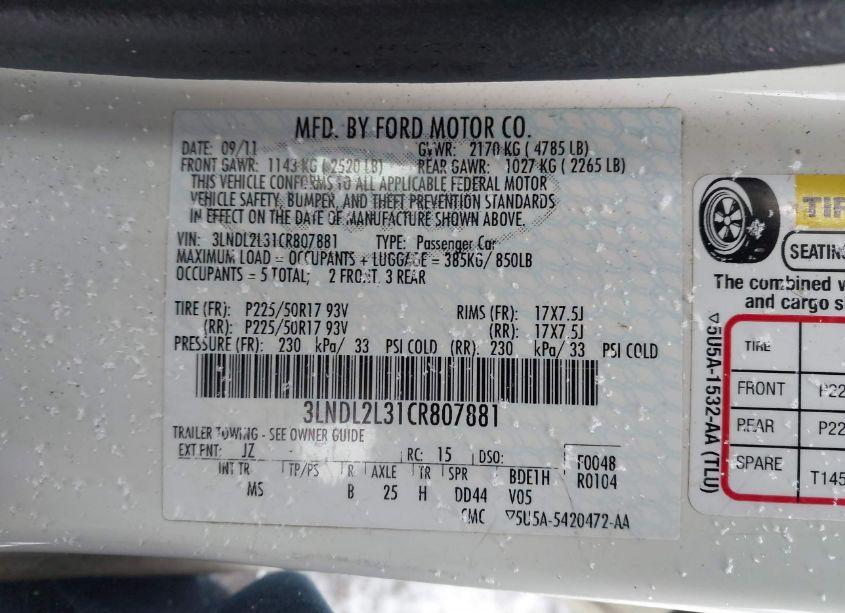 MFD. BY FORD MOTOR CO.
DATE: 09/11 GVWR: 2170 KG ( 4785 LB)
FRONT GAWR: 1143 KG ( 2520 LB) REAR GAWR: 1027 KG ( 2265 LB)
THIS VEHICLE CONFORMS TO ALL APPLICABLE FEDERAL MOTOR
VEHICLE SAFETY, BUMPER, AND THEFT PREVENTION STANDARDS
IN EFFECT ON THE DATE OF MANUFACTURE SHOWN ABOVE.
VIN: 3LNDL2L31CR807881 TYPE: Passenger Car
MAXIMUM LOAD = OCCUPANTS + LUGGAGE = 385KG/ 850LB
OCCUPANTS = 5 TOTAL; 2 FRONT, 3 REAR
TIRE (FR): P225/50R17 93V RIMS (FR): 17X7.5J
(RR): P225/50R17 93V (RR): 17X7.5J
PRESSURE (FR): 230 kPa/ 33 PSI COLD (RR): 230 kPa/ 33 PSI COLD
3LNDL2L31CR807881
TRAILER TOWING - SEE OWNER GUIDE
EXT PNT: JZ RC: 15 DSO: F0048
INT TR TP/PS R AXLE TR SPR BDE1H R0104
MS B 25 H DD44 V05
CMC ▽5U5A-5420472-AA
▽5U5A-1532-AA (TLU)
TIR
SEATING
The combined w
and cargo s
TIRE
FRONT P22
REAR P22
SPARE T145